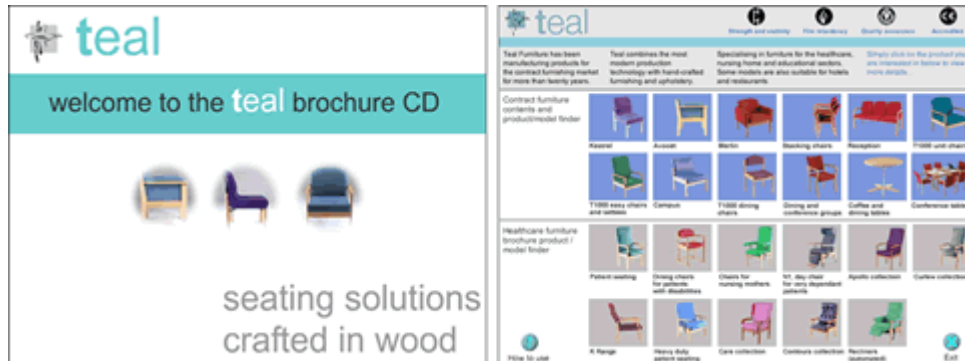 teal
welcome to the teal brochure CD
seating solutions
crafted in wood
teal
Strength and stability
Fire retardancy
Quality assurance
Accredited
Teal Furniture has been
manufacturing products for
the contract furnishing market
for more than twenty years.
Teal combines the most
modern production
technology with hand-crafted
furnishing and upholstery.
Specialising in furniture for the healthcare,
nursing home and educational sectors.
Some models are also suitable for hotels
and restaurants
Simply click on the product
are interested in below to view
more details
Contract furniture
contents and
product/model finder
Kestrel
Avocet
Merlin
Stacking chairs
Reception
T1000 unit chairs
T1000 easy chairs
and settees
Campus
T1000 dining
chairs
Dining and
conference groups
Coffee and
dining tables
Conference tables
Healthcare furniture
brochure product /
model finder
Patient seating
Dining chairs
for patients
with disabilities
Chairs for
nursing mothers
day chair
for very dependant
patients
Apollo collection
Curlew collection
K Range
Heavy duty
patient seating
Care collection
Contours collection
Recliners
(automated)
How to use
Exit